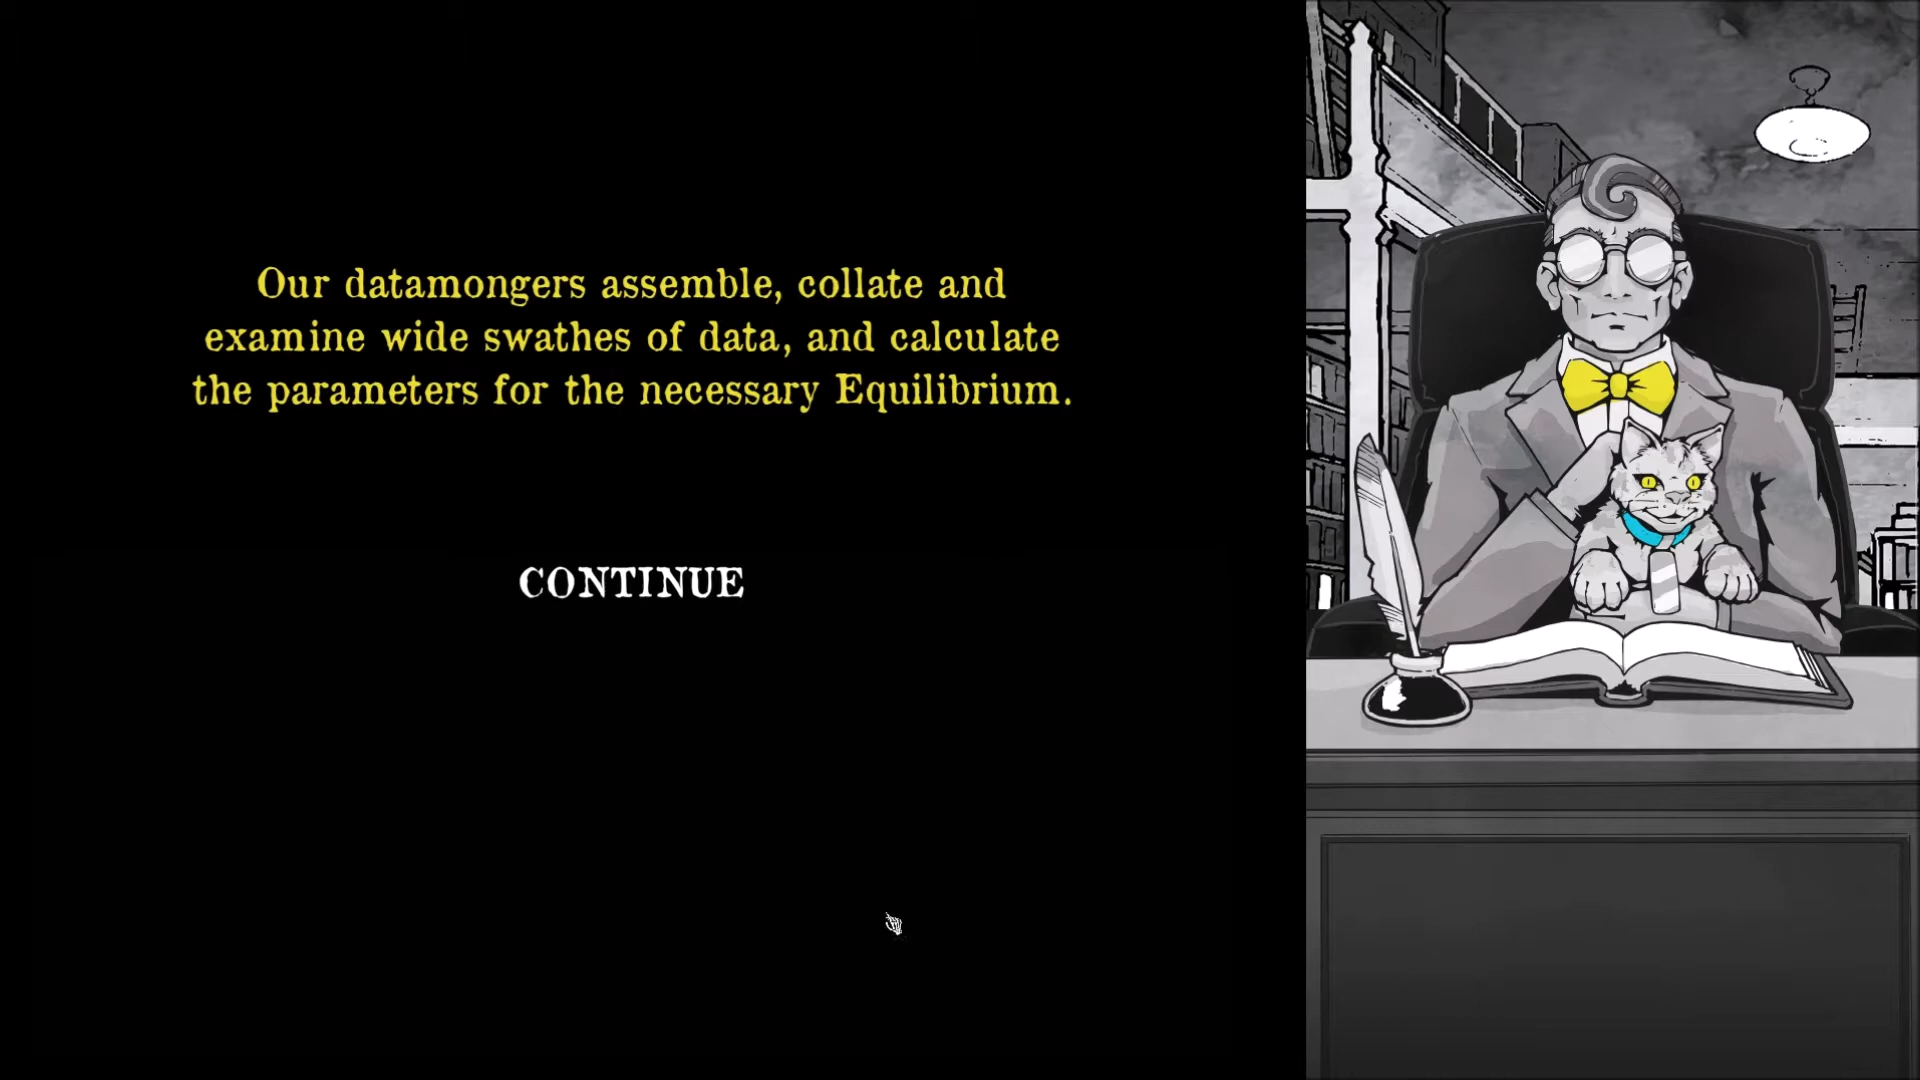 Our datamongers assemble, collate and
examine wide swathes of data, and calculate
the parameters for the necessary Equilibrium.
CONTINUE